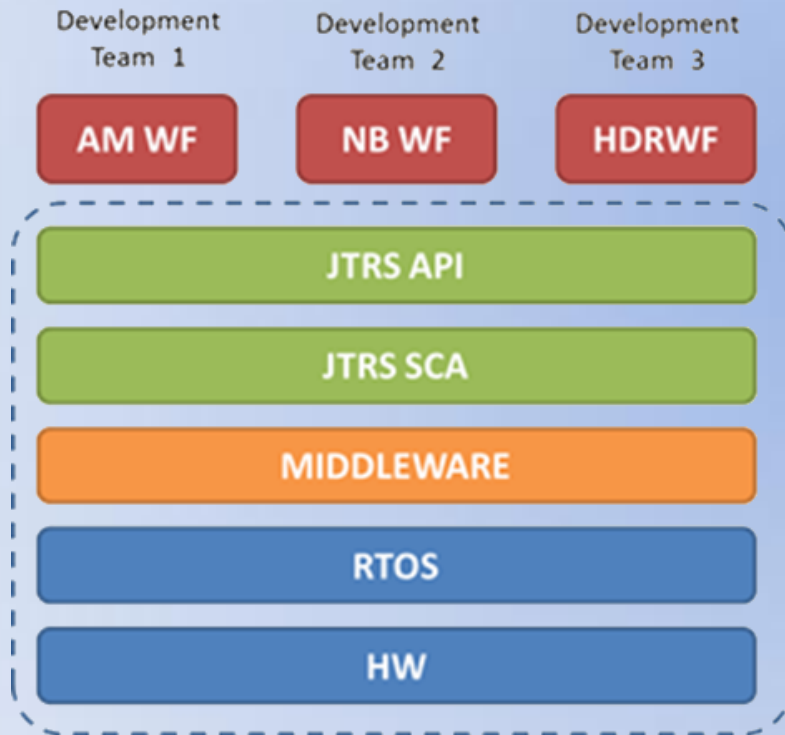 Development
Team 1
Development
Team 2
Development
Team 3
AM WF
NB WF
HDRWF
JTRS API
JTRS SCA
MIDDLEWARE
RTOS
HW